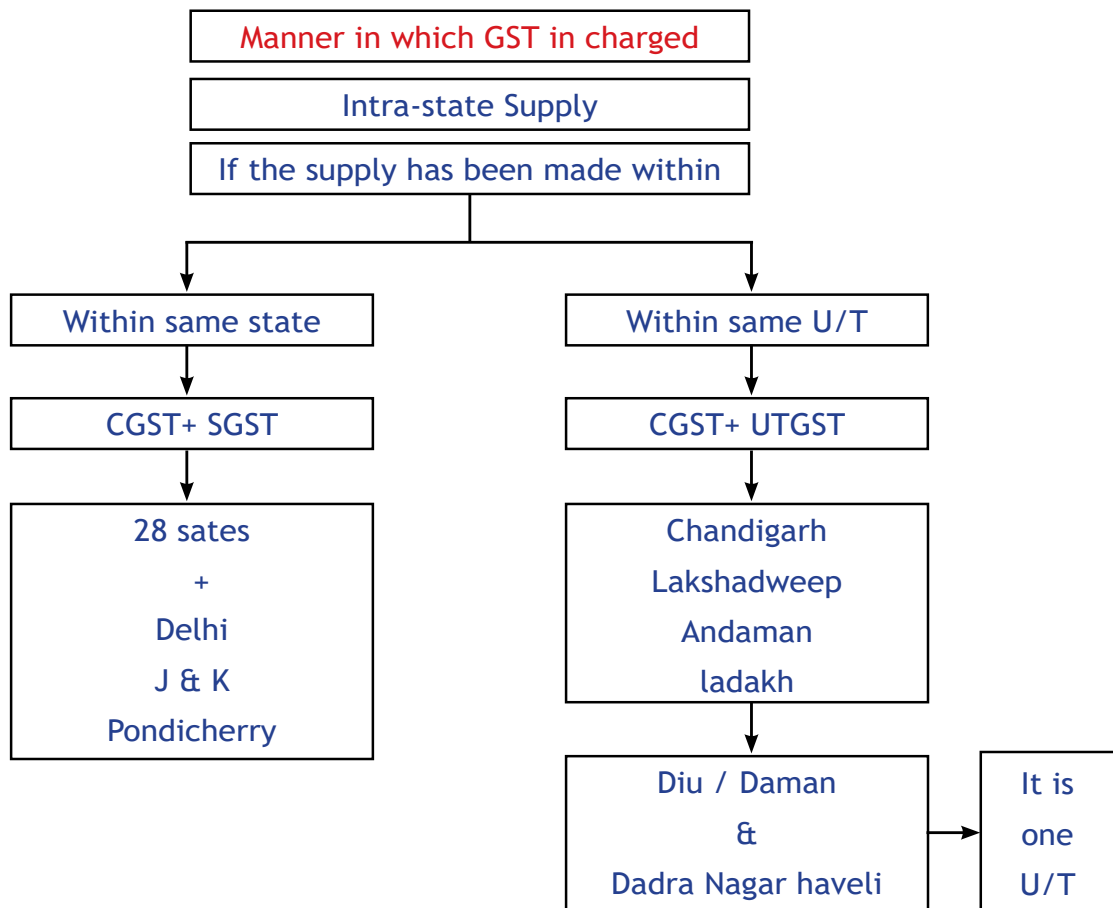 Manner in which GST in charged
Intra-state Supply
If the supply has been made within
Within same state
CGST+ SGST
28 sates
+
Delhi
J & K
Pondicherry
Within same U/T
CGST+ UTGST
Chandigarh
Lakshadweep
Andaman
ladakh
Diu / Daman
&
Dadra Nagar haveli
It is
one
U/T